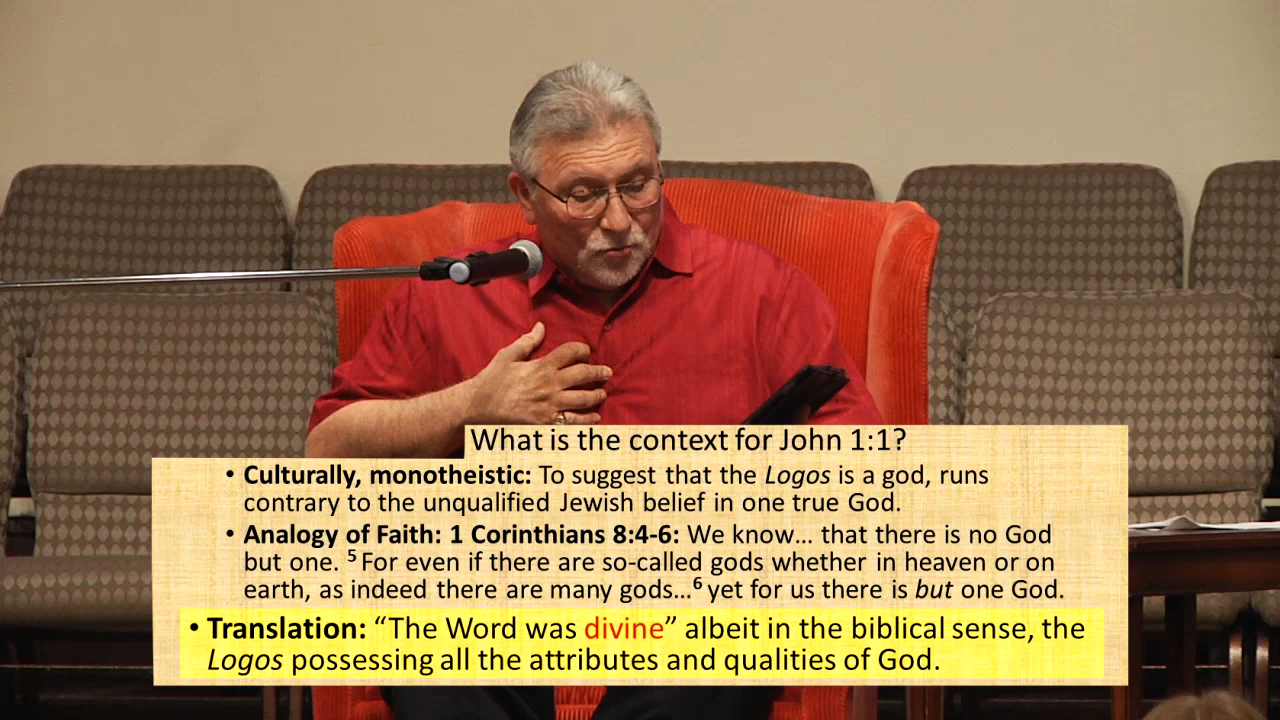 What is the context for John 1:1?
• Culturally, monotheistic: To suggest that the Logos is a god, runs
contrary to the unqualified Jewish belief in one true God.
• Analogy of Faith: 1 Corinthians 8:4-6: We know… that there is no God
but one. ⁵ For even if there are so-called gods whether in heaven or on
earth, as indeed there are many gods…⁶ yet for us there is but one God.
• Translation: “The Word was divine” albeit in the biblical sense, the
Logos possessing all the attributes and qualities of God.